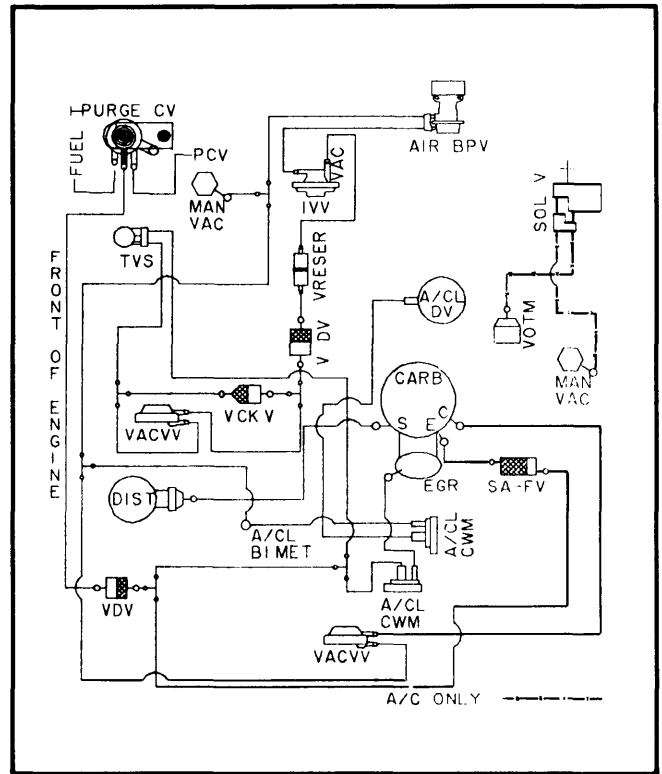 PURGE CV
FUEL T
PCV
AIR BPV
MAN
VAC
VAC
IVV
TVS
SOL V
FRONT OF ENGINE
VRESER
V DV
A/CL
DV
VOTM
CARB
MAN
VAC
VCK V
VACVV
S
E
C
EGR
SA-FV
DIST
A/CL
BIMET
A/CL
CWM
A/CL
CWM
VDV
VACVV
A/C ONLY